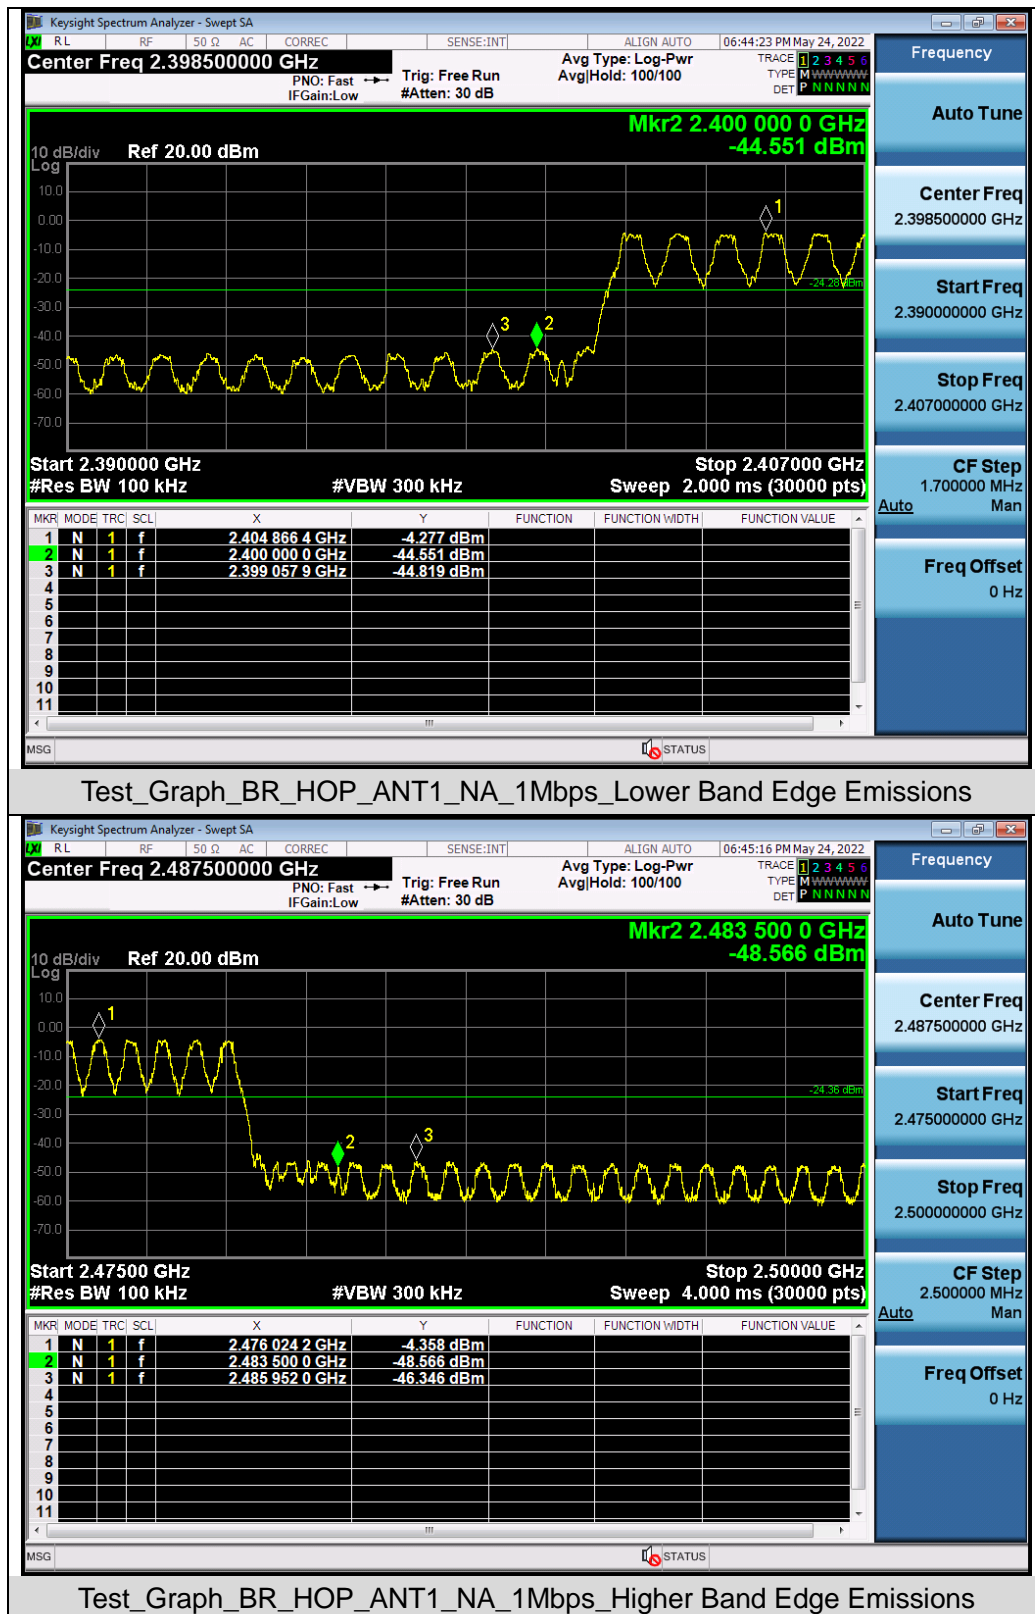 Keysight Spectrum Analyzer - Swept SA
LXI RL RF 50 Ω AC CORREC SENSE:INT ALIGN AUTO 06:44:23 PM May 24, 2022
Center Freq 2.398500000 GHz
PNO: Fast
IFGain:Low
Trig: Free Run
#Atten: 30 dB
Avg Type: Log-Pwr
Avg|Hold: 100/100
TRACE 1 2 3 4 5 6
TYPE M WWWWW
DET P N N N N N
Mkr2 2.400 000 0 GHz
-44.551 dBm
10 dB/div Ref 20.00 dBm
Log
10.0
0.00
-10.0
-20.0
-30.0
-40.0
-50.0
-60.0
-70.0
1
-24.28 dBm
3
2
Start 2.390000 GHz Stop 2.407000 GHz
#Res BW 100 kHz #VBW 300 kHz Sweep 2.000 ms (30000 pts)
MKR MODE TRC SCL X Y FUNCTION FUNCTION WIDTH FUNCTION VALUE
1 N 1 f 2.404 866 4 GHz -4.277 dBm
2 N 1 f 2.400 000 0 GHz -44.551 dBm
3 N 1 f 2.399 057 9 GHz -44.819 dBm
4
5
6
7
8
9
10
11
MSG STATUS
Frequency
Auto Tune
Center Freq
2.398500000 GHz
Start Freq
2.390000000 GHz
Stop Freq
2.407000000 GHz
CF Step
1.700000 MHz
Auto Man
Freq Offset
0 Hz
Test_Graph_BR_HOP_ANT1_NA_1Mbps_Lower Band Edge Emissions
Keysight Spectrum Analyzer - Swept SA
LXI RL RF 50 Ω AC CORREC SENSE:INT ALIGN AUTO 06:45:16 PM May 24, 2022
Center Freq 2.487500000 GHz
PNO: Fast
IFGain:Low
Trig: Free Run
#Atten: 30 dB
Avg Type: Log-Pwr
Avg|Hold: 100/100
TRACE 1 2 3 4 5 6
TYPE M WWWWW
DET P N N N N N
Mkr2 2.483 500 0 GHz
-48.566 dBm
10 dB/div Ref 20.00 dBm
Log
10.0
0.00
-10.0
-20.0
-30.0
-40.0
-50.0
-60.0
-70.0
1
-24.36 dBm
2
3
Start 2.47500 GHz Stop 2.50000 GHz
#Res BW 100 kHz #VBW 300 kHz Sweep 4.000 ms (30000 pts)
MKR MODE TRC SCL X Y FUNCTION FUNCTION WIDTH FUNCTION VALUE
1 N 1 f 2.476 024 2 GHz -4.358 dBm
2 N 1 f 2.483 500 0 GHz -48.566 dBm
3 N 1 f 2.485 952 0 GHz -46.346 dBm
4
5
6
7
8
9
10
11
MSG STATUS
Frequency
Auto Tune
Center Freq
2.487500000 GHz
Start Freq
2.475000000 GHz
Stop Freq
2.500000000 GHz
CF Step
2.500000 MHz
Auto Man
Freq Offset
0 Hz
Test_Graph_BR_HOP_ANT1_NA_1Mbps_Higher Band Edge Emissions